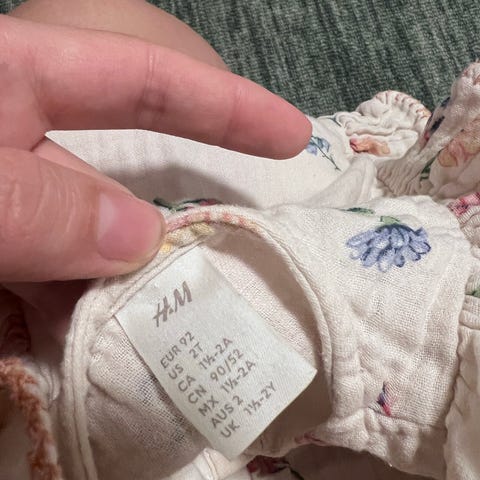 H&M
EUR 92
US 2T
CA 1½-2A
CN 90/52
MX 1½-2A
AUS 2
UK 1½-2Y